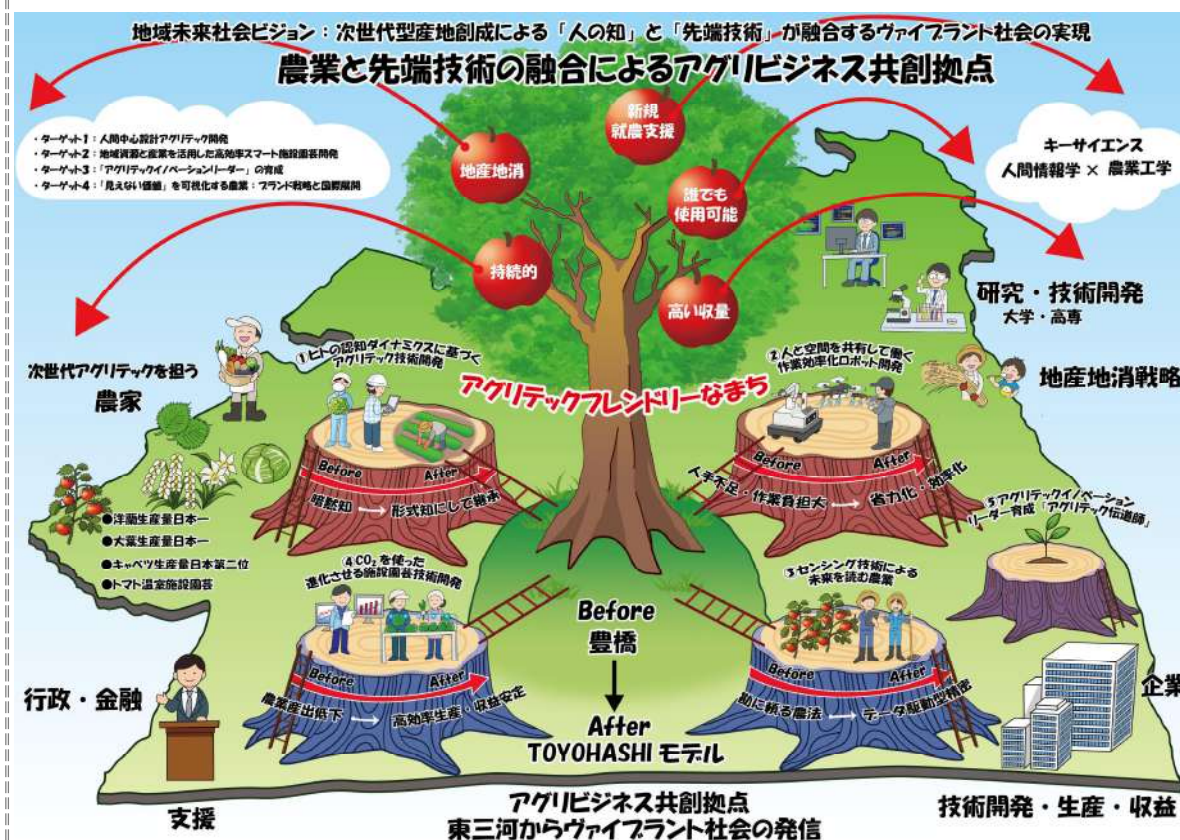 地域未来社会ビジョン：次世代型産地創成による「人の知」と「先端技術」が融合するヴァイブラント社会の実現
農業と先端技術の融合によるアグリビジネス共創拠点
・ターゲット1：人間中心設計アグリテック開発
・ターゲット2：地域資源と産業を活用した高効率スマート施設園芸開発
・ターゲット3：「アグリテックイノベーションリーダー」の育成
・ターゲット4：「見えない価値」を可視化する農業：ブランド戦略と国際展開
新規
就農支援
地産地消
誰でも
使用可能
持続的
高い収量
キーサイエンス
人間情報学 × 農業工学
研究・技術開発
大学・高専
地産地消戦略
次世代アグリテックを担う
農家
①ヒトの認知ダイナミクスに基づく
アグリテック技術開発
Before
After
暗黙知 → 形式知にして継承
②人と空間を共有して働く
作業効率化ロボット開発
Before
After
人手不足・作業負担大 → 省力化・効率化
アグリテックフレンドリーなまち
●洋蘭生産量日本一
●大葉生産量日本一
●キャベツ生産量日本第二位
●トマト温室施設園芸
④CO₂を使った
進化させる施設園芸技術開発
Before
After
農業産出低下 → 高効率生産・収益安定
③センシング技術による
未来を読む農業
Before
After
勘に頼る農法 → データ駆動型精密
⑤アグリテックイノベーション
リーダー育成「アグリテック伝道師」
Before
豊橋
After
TOYOHASHI モデル
行政・金融
支援
企業
技術開発・生産・収益
アグリビジネス共創拠点
東三河からヴァイブラント社会の発信